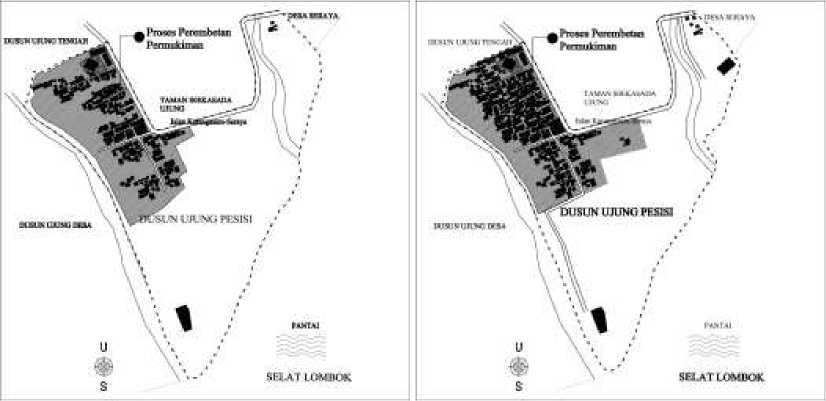 DESA SERAYA
Proses Perembetan
Permukiman
DUSUN UJUNG TENGAH
TAMAN SOEKASADA
UJUNG
Jalan Karangasem-Seraya
DUSUN UJUNG PESISI
DUSUN UJUNG DESA
PANTAI
U
S
SELAT LOMBOK
DESA SERAYA
Proses Perembetan
Permukiman
DUSUN UJUNG TENGAH
TAMAN SOEKASADA
UJUNG
Jalan Karangasem-Seraya
DUSUN UJUNG PESISI
DUSUN UJUNG DESA
PANTAI
U
S
SELAT LOMBOK